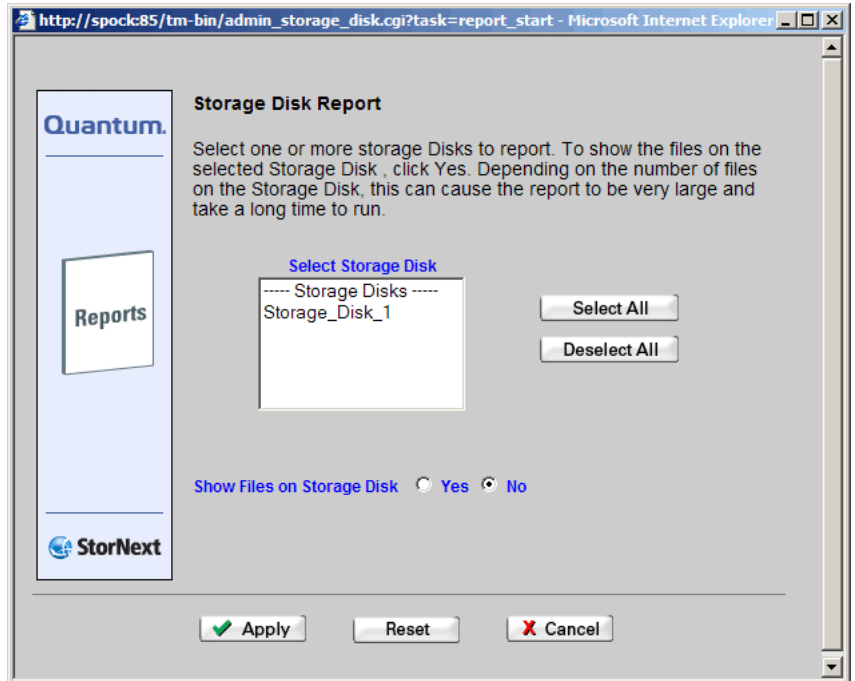 http://spock:85/tm-bin/admin_storage_disk.cgi?task=report_start - Microsoft Internet Explorer
Quantum.
Storage Disk Report
Select one or more storage Disks to report. To show the files on the
selected Storage Disk , click Yes. Depending on the number of files
on the Storage Disk, this can cause the report to be very large and
take a long time to run.
Reports
Select Storage Disk
----- Storage Disks -----
Storage_Disk_1
Select All
Deselect All
Show Files on Storage Disk Yes No
StorNext
Apply Reset X Cancel